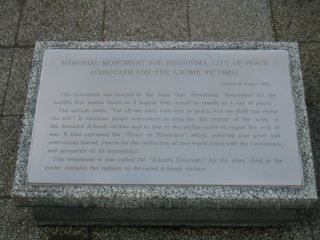 MEMORIAL MONUMENT FOR HIROSHIMA, CITY OF PEACE
(CENOTAPH FOR THE A-BOMB VICTIMS)
Erected 6 August 1952
This monument was erected in the hope that Hiroshima, devastated by the
world's first atomic bomb on 6 August 1945, would be rebuilt as a city of peace.
The epitaph reads, "Let all the souls here rest in peace, For we shall not repeat
the evil." It summons people everywhere to pray for the repose of the souls of
the deceased A-bomb victims and to join in the pledge never to repeat the evil of
war. It thus expresses the "Heart of Hiroshima" which, enduring past grief and
overcoming hatred, yearns for the realization of true world peace with the coexistence
and prosperity of all humankind.
This monument is also called the "A-bomb Cenotaph," for the stone chest in the
center contains the register of deceased A-bomb victims.